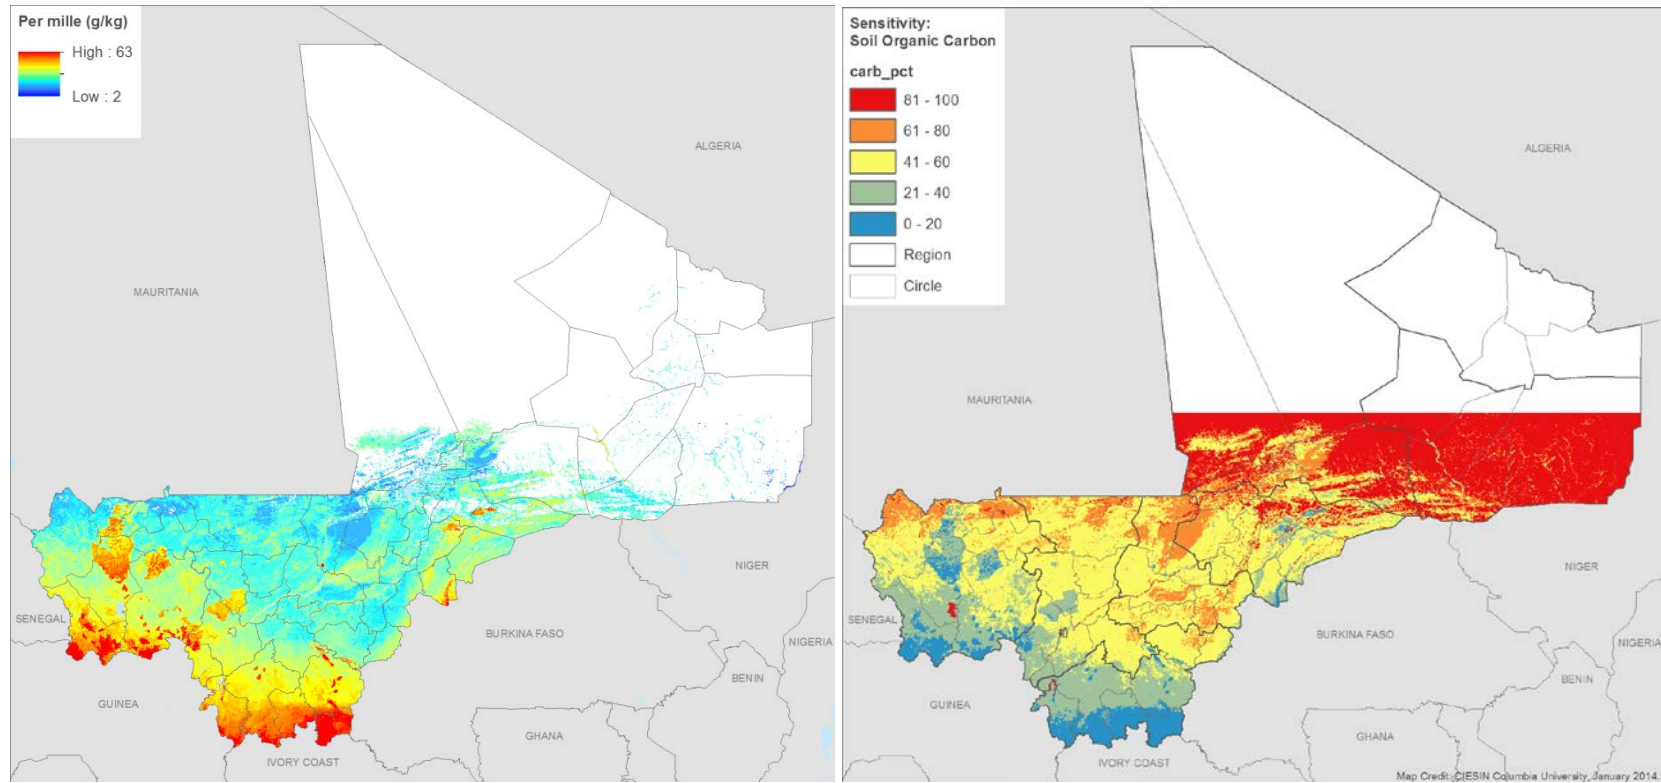 Per mille (g/kg)
High : 63
Low : 2
ALGERIA
MAURITANIA
NIGER
SENEGAL
BURKINA FASO
NIGERIA
BENIN
GUINEA
GHANA
IVORY COAST
Sensitivity:
Soil Organic Carbon
carb_pct
81 - 100
61 - 80
41 - 60
21 - 40
0 - 20
Region
Circle
ALGERIA
MAURITANIA
NIGER
SENEGAL
BURKINA FASO
NIGERIA
BENIN
GUINEA
GHANA
IVORY COAST
Map Credit: CIESIN Columbia University, January 2014.